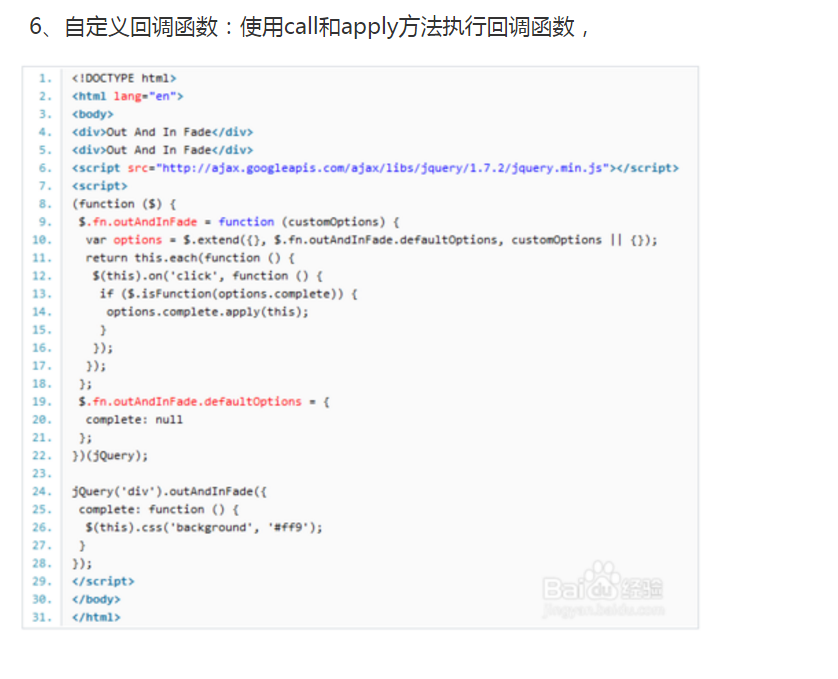 6、自定义回调函数：使用call和apply方法执行回调函数，
1. <!DOCTYPE html>
2. <html lang="en">
3. <body>
4. <div>Out And In Fade</div>
5. <div>Out And In Fade</div>
6. <script src="http://ajax.googleapis.com/ajax/libs/jquery/1.7.2/jquery.min.js"></script>
7. <script>
8. (function ($) {
9.  $.fn.outAndInFade = function (customOptions) {
10.   var options = $.extend({}, $.fn.outAndInFade.defaultOptions, customOptions || {});
11.   return this.each(function () {
12.    $(this).on('click', function () {
13.     if ($.isFunction(options.complete)) {
14.      options.complete.apply(this);
15.     }
16.    });
17.   });
18.  };
19.  $.fn.outAndInFade.defaultOptions = {
20.   complete: null
21.  };
22. })(jQuery);
23.
24. jQuery('div').outAndInFade({
25.  complete: function () {
26.   $(this).css('background', '#ff9');
27.  }
28. });
29. </script>
30. </body>
31. </html>
Baidu经验
jingyan.baidu.com